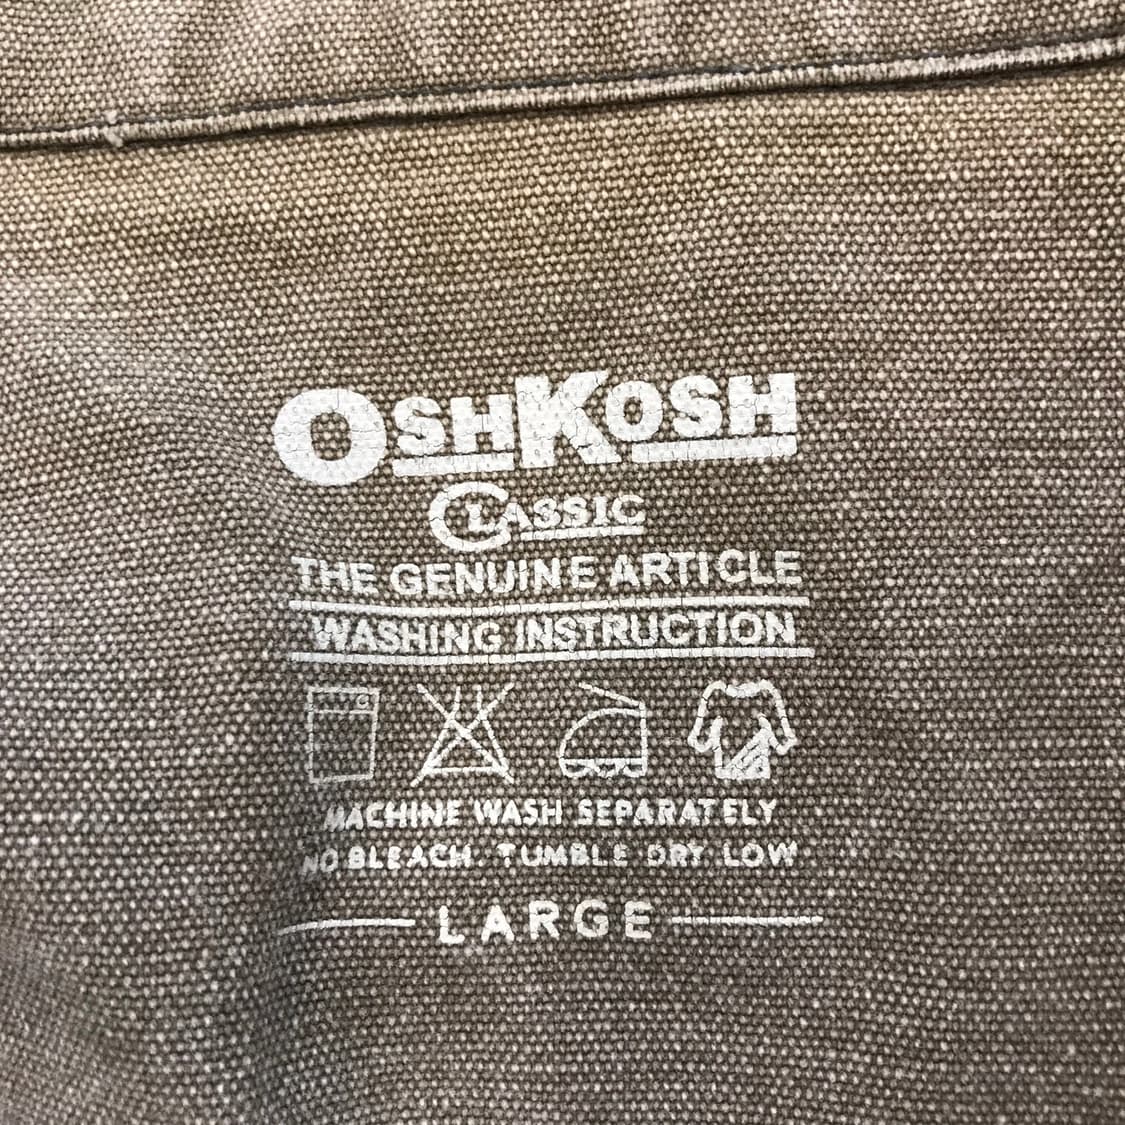 OSHKOSH
CLASSIC
THE GENUINE ARTICLE
WASHING INSTRUCTION
MACHINE WASH SEPARATELY
NO BLEACH. TUMBLE DRY LOW
LARGE